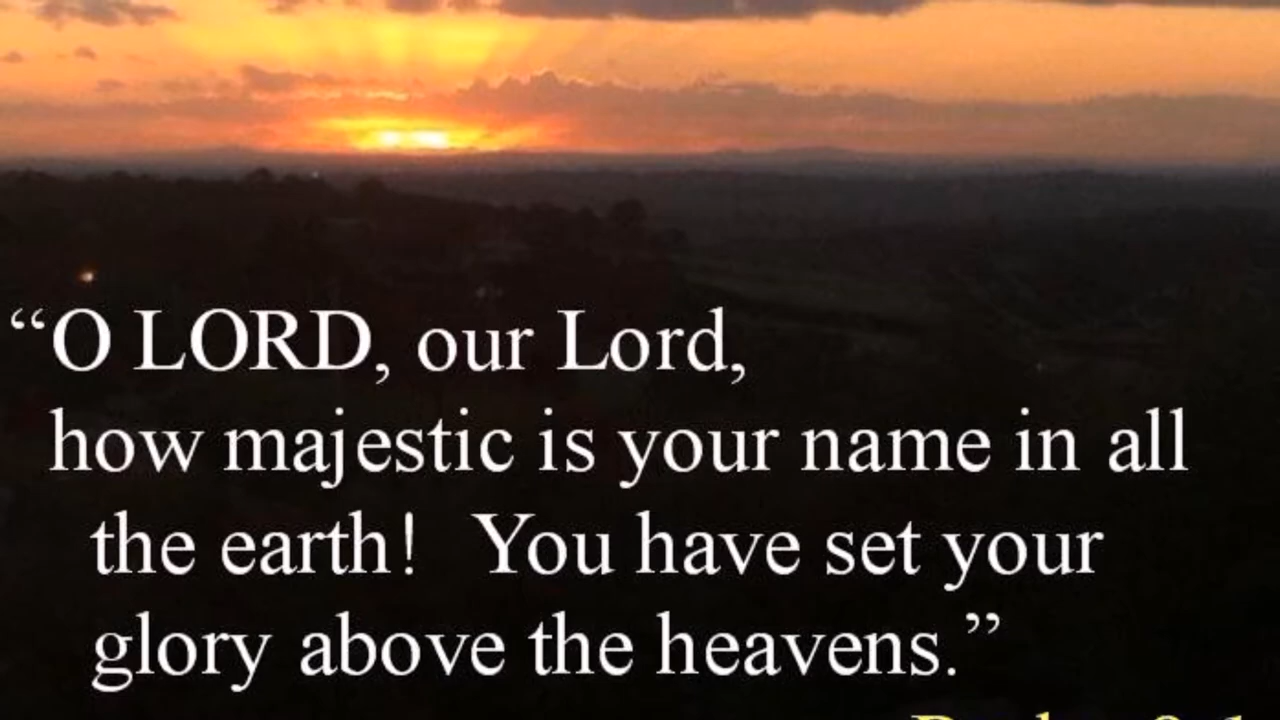 “O LORD, our Lord,
how majestic is your name in all
the earth!  You have set your
glory above the heavens.”